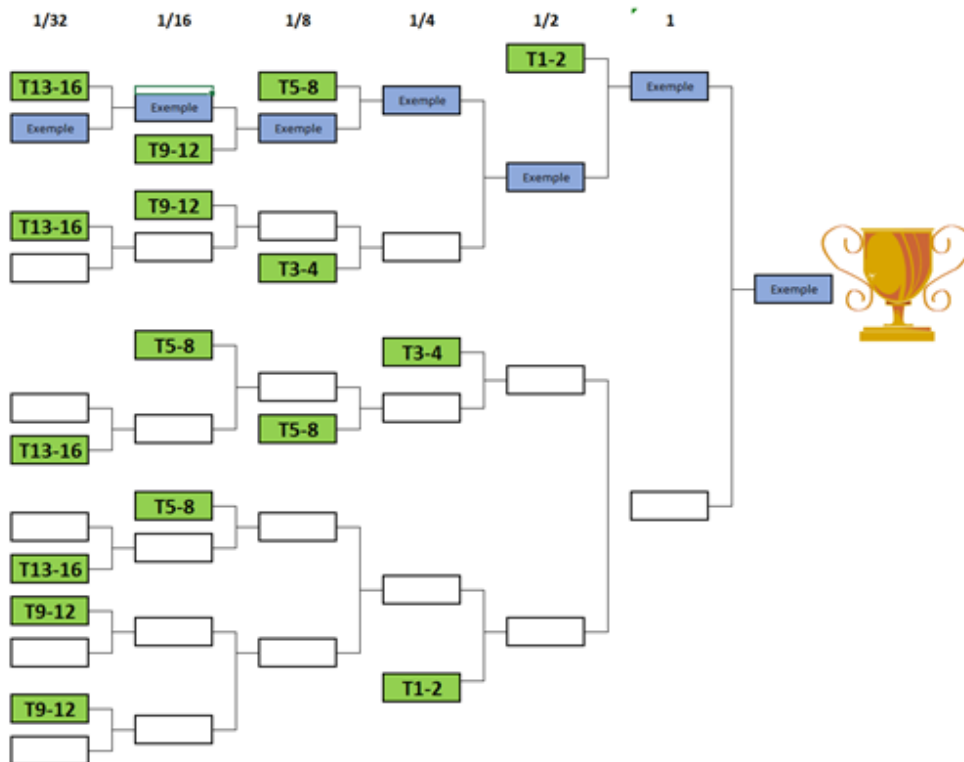 1/32 1/16 1/8 1/4 1/2 1
T1-2
T13-16 T5-8 Exemple Exemple
Exemple Exemple Exemple
T9-12
Exemple
T9-12
T13-16
T3-4
Exemple
T5-8 T3-4
T5-8
T13-16
T5-8
T13-16
T9-12
T1-2
T9-12